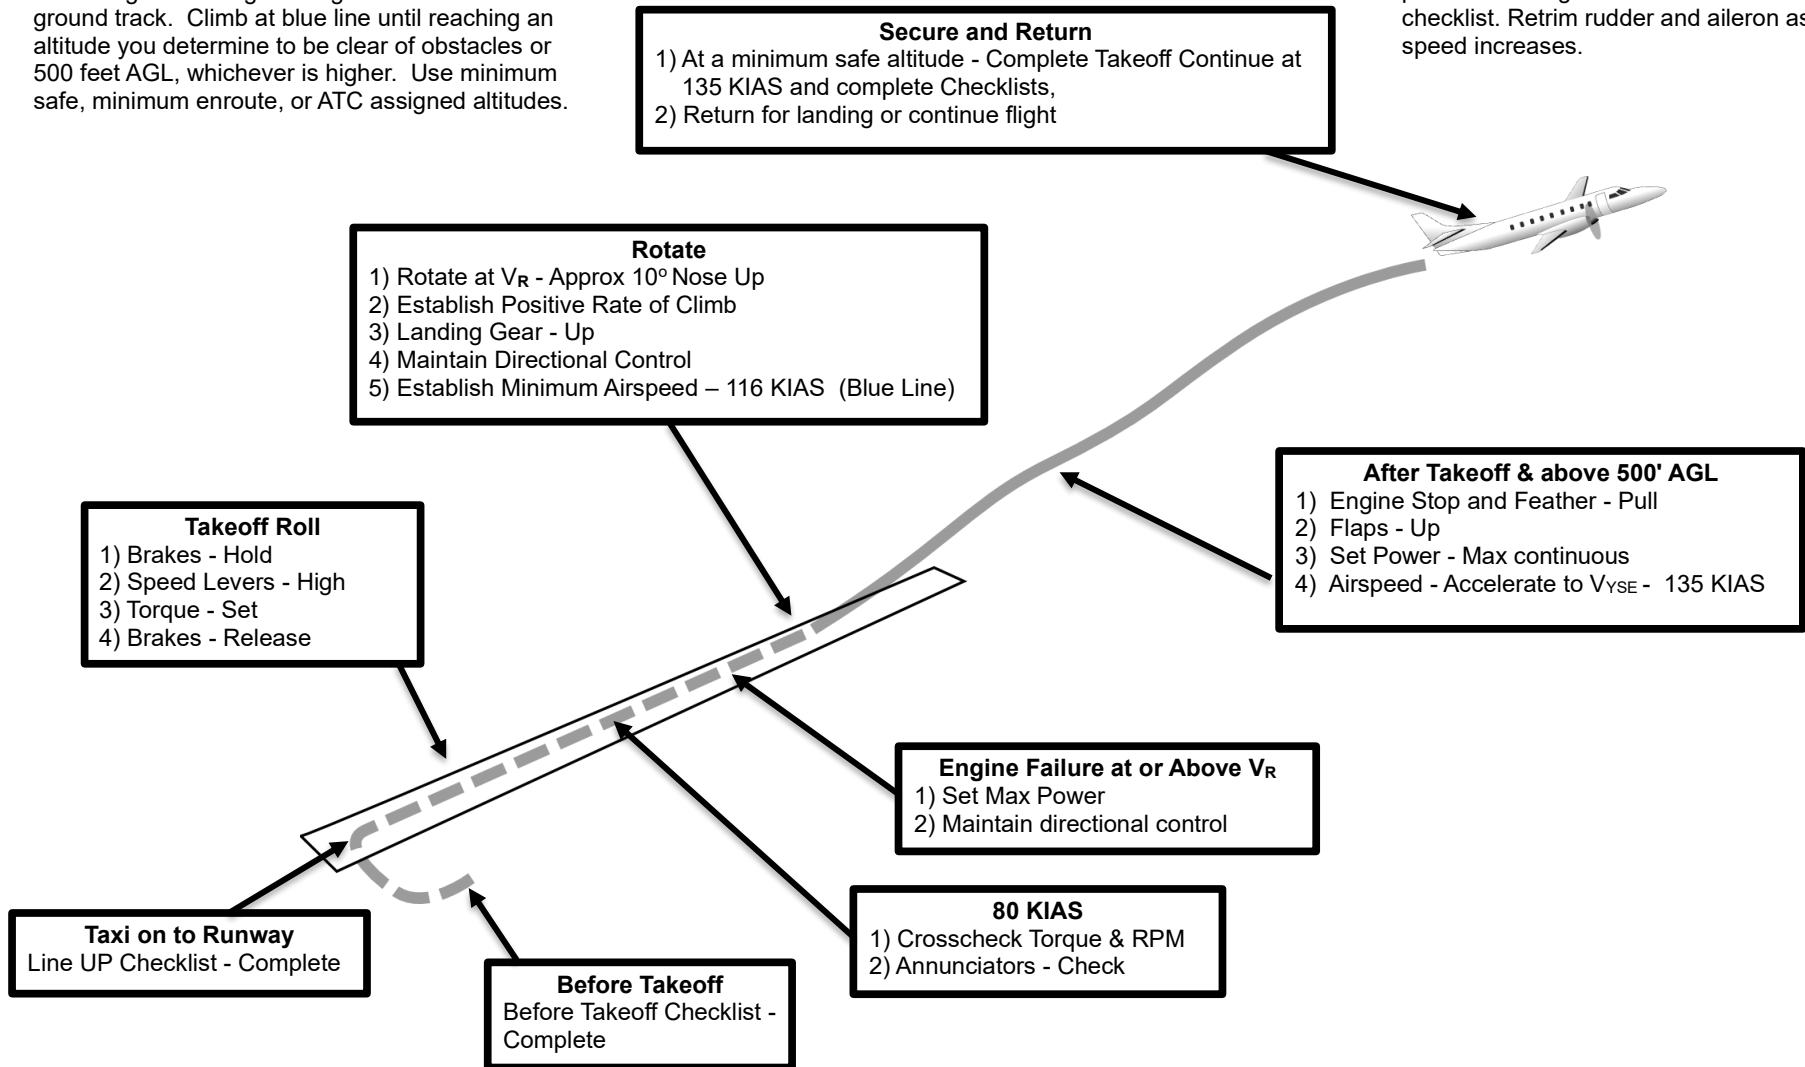 ground track. Climb at blue line until reaching an
altitude you determine to be clear of obstacles or
500 feet AGL, whichever is higher. Use minimum
safe, minimum enroute, or ATC assigned altitudes.
checklist. Retrim rudder and aileron as
speed increases.
Secure and Return
1) At a minimum safe altitude - Complete Takeoff Continue at
135 KIAS and complete Checklists,
2) Return for landing or continue flight
Rotate
1) Rotate at VR - Approx 10º Nose Up
2) Establish Positive Rate of Climb
3) Landing Gear - Up
4) Maintain Directional Control
5) Establish Minimum Airspeed – 116 KIAS (Blue Line)
After Takeoff & above 500' AGL
1) Engine Stop and Feather - Pull
2) Flaps - Up
3) Set Power - Max continuous
4) Airspeed - Accelerate to VYSE - 135 KIAS
Takeoff Roll
1) Brakes - Hold
2) Speed Levers - High
3) Torque - Set
4) Brakes - Release
Engine Failure at or Above VR
1) Set Max Power
2) Maintain directional control
80 KIAS
1) Crosscheck Torque & RPM
2) Annunciators - Check
Taxi on to Runway
Line UP Checklist - Complete
Before Takeoff
Before Takeoff Checklist -
Complete